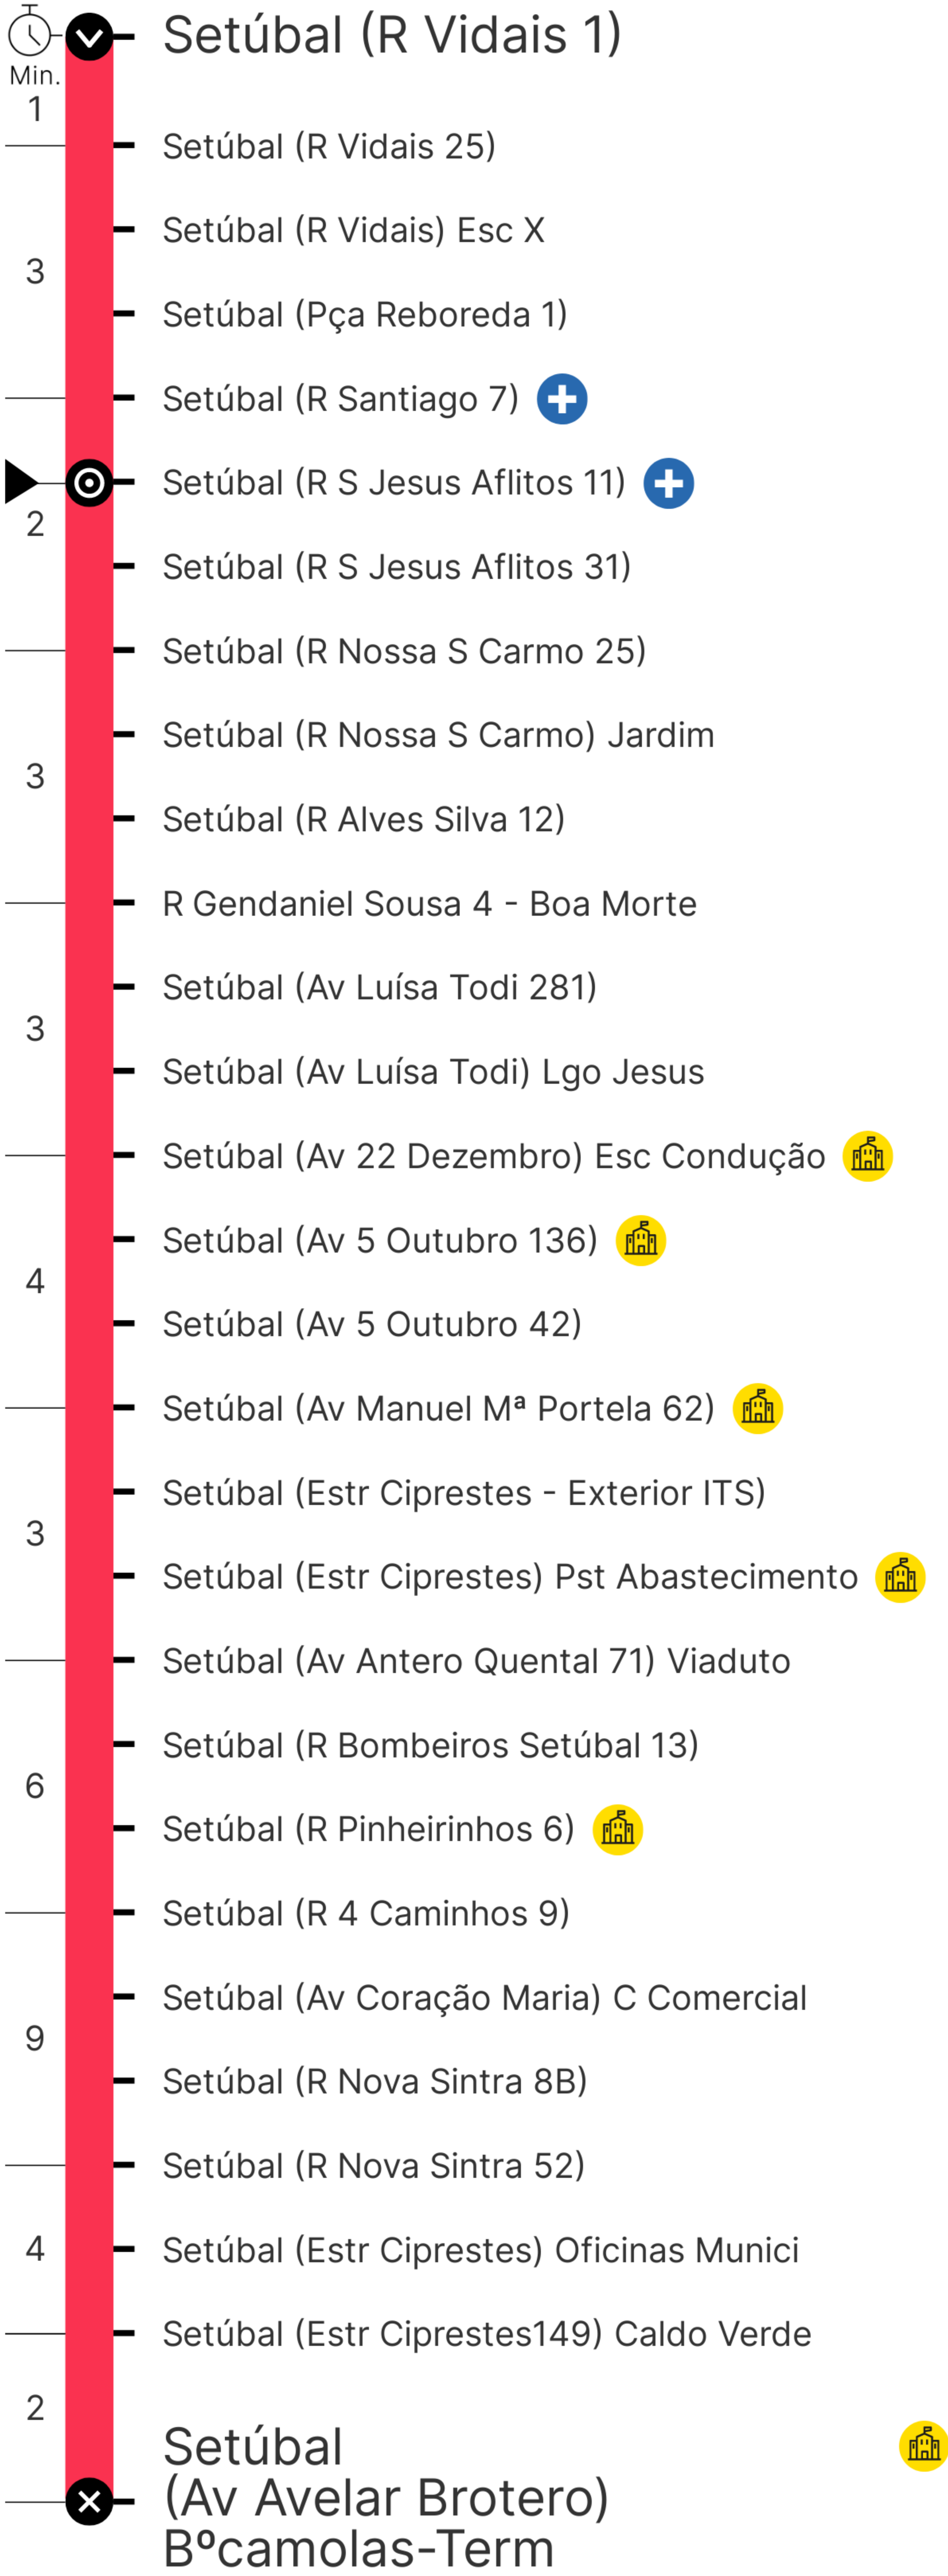 Setúbal (R Vidais 1)
Min.
1
Setúbal (R Vidais 25)
Setúbal (R Vidais) Esc X
3
Setúbal (Pça Reboreda 1)
Setúbal (R Santiago 7)
Setúbal (R S Jesus Aflitos 11)
2
Setúbal (R S Jesus Aflitos 31)
Setúbal (R Nossa S Carmo 25)
Setúbal (R Nossa S Carmo) Jardim
3
Setúbal (R Alves Silva 12)
R Gendaniel Sousa 4 - Boa Morte
Setúbal (Av Luísa Todi 281)
3
Setúbal (Av Luísa Todi) Lgo Jesus
Setúbal (Av 22 Dezembro) Esc Condução
Setúbal (Av 5 Outubro 136)
4
Setúbal (Av 5 Outubro 42)
Setúbal (Av Manuel Mª Portela 62)
Setúbal (Estr Ciprestes - Exterior ITS)
3
Setúbal (Estr Ciprestes) Pst Abastecimento
Setúbal (Av Antero Quental 71) Viaduto
Setúbal (R Bombeiros Setúbal 13)
6
Setúbal (R Pinheirinhos 6)
Setúbal (R 4 Caminhos 9)
Setúbal (Av Coração Maria) C Comercial
9
Setúbal (R Nova Sintra 8B)
Setúbal (R Nova Sintra 52)
4
Setúbal (Estr Ciprestes) Oficinas Munici
Setúbal (Estr Ciprestes149) Caldo Verde
2
Setúbal
(Av Avelar Brotero)
Bºcamolas-Term